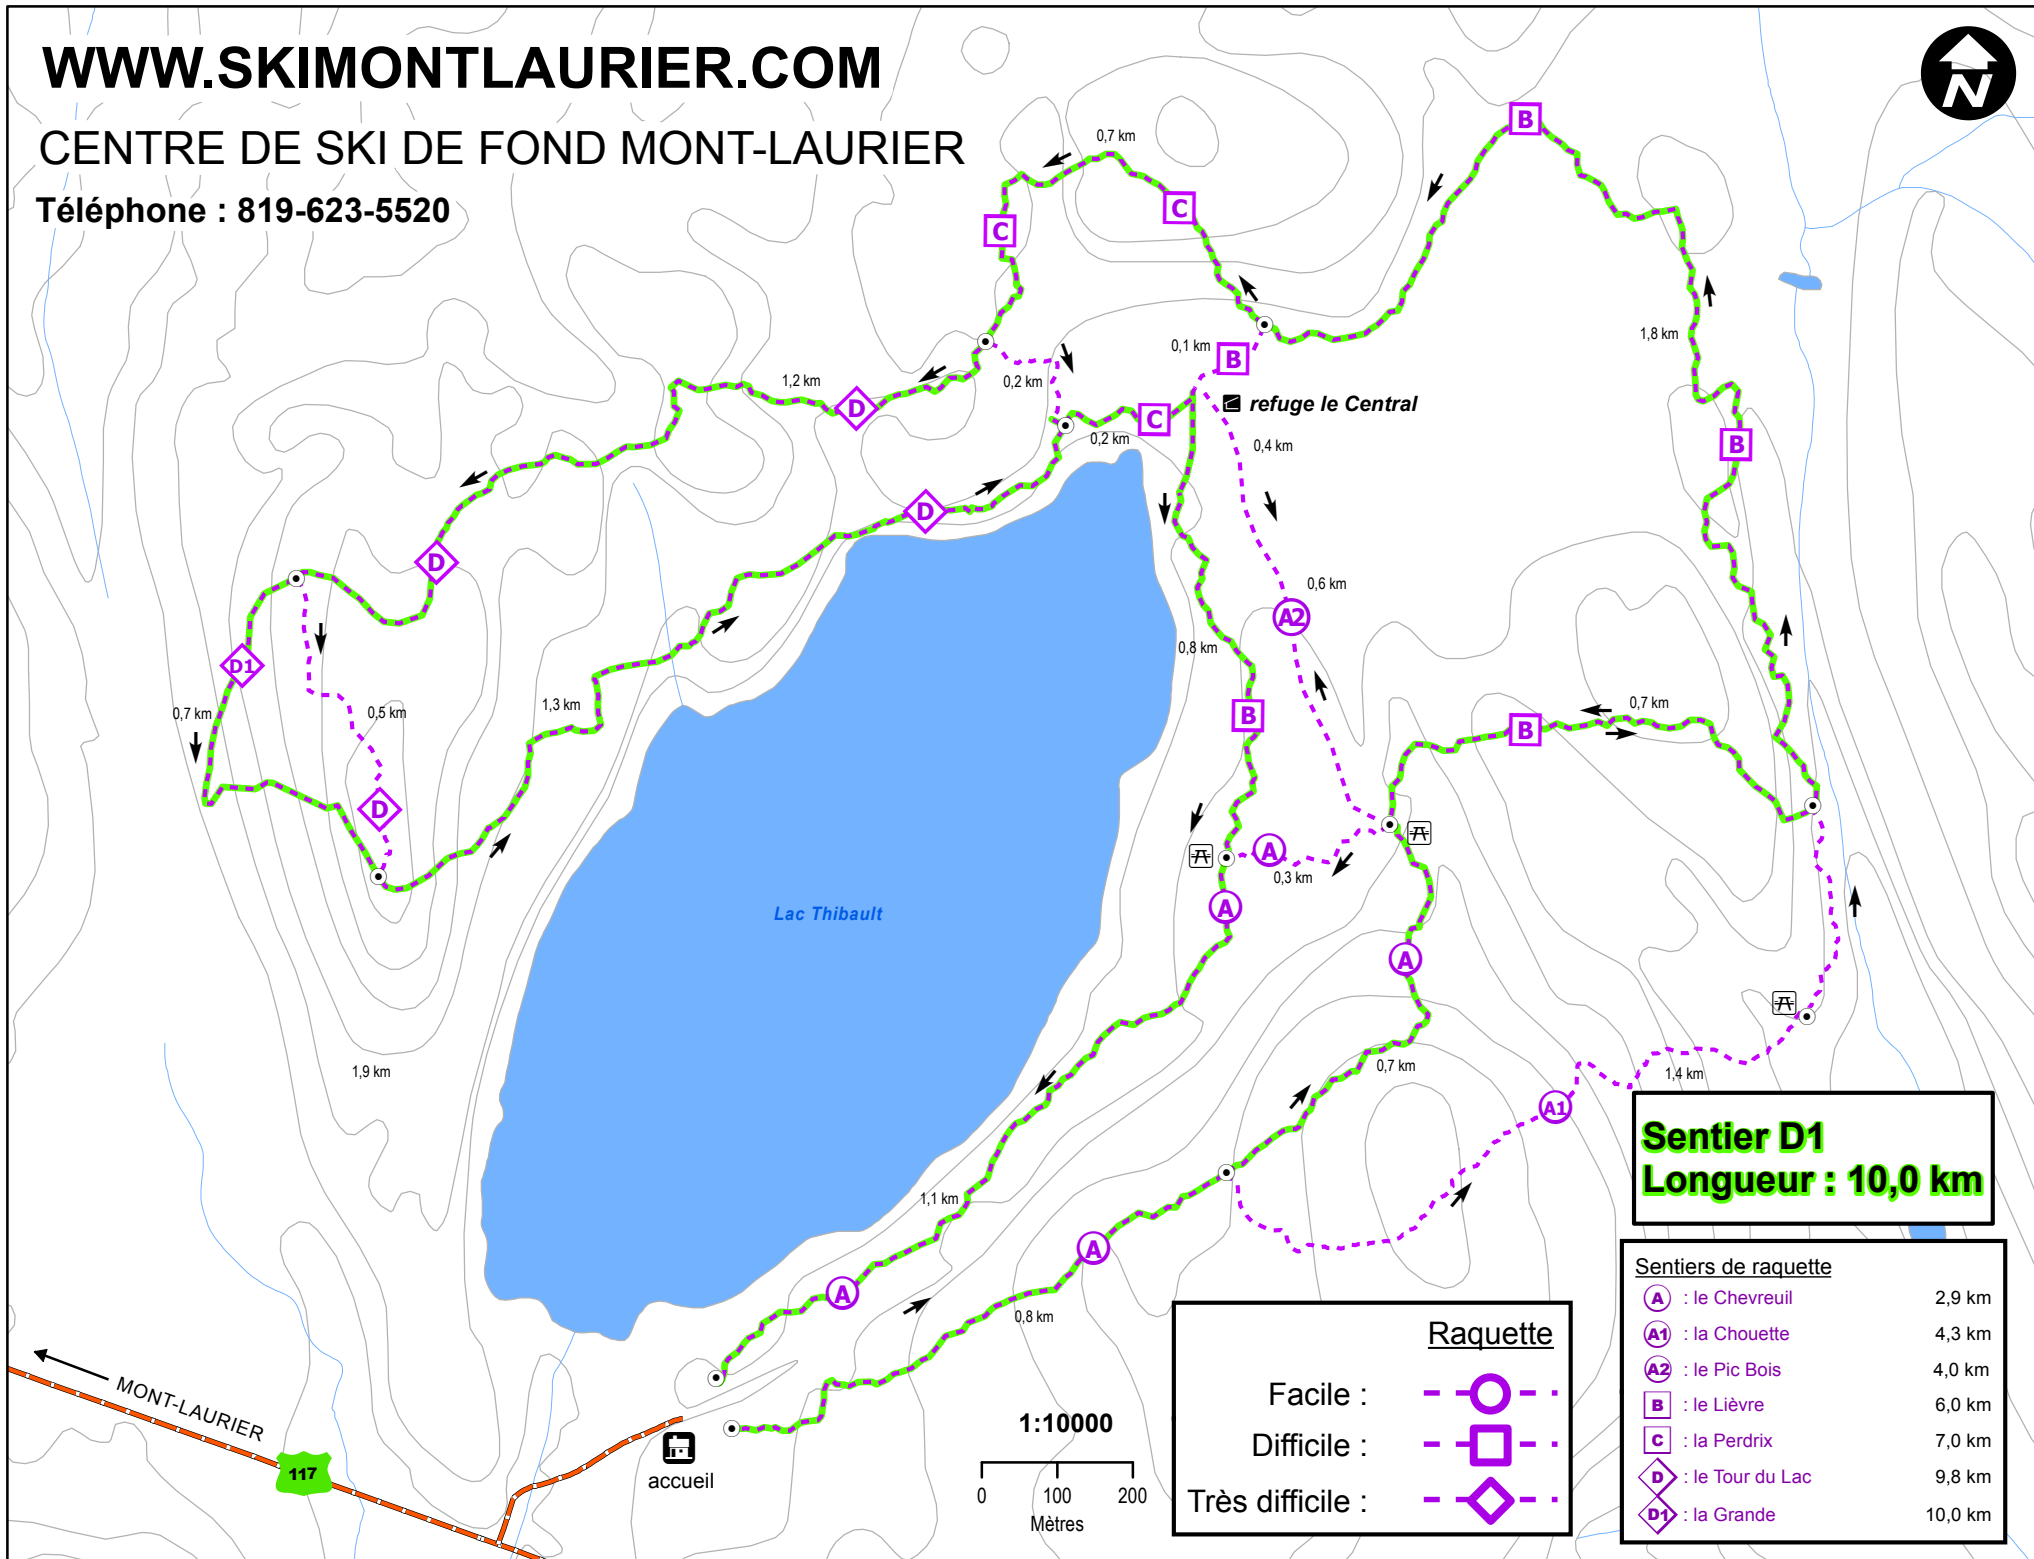 WWW.SKIMONTLAURIER.COM
CENTRE DE SKI DE FOND MONT-LAURIER
Téléphone : 819-623-5520
N
0,7 km
B
C
C
1,8 km
0,1 km
B
1,2 km
0,2 km
D
refuge le Central
C
0,2 km
0,4 km
B
D
D
0,6 km
A2
0,8 km
D1
0,7 km
0,5 km
1,3 km
B
0,7 km
B
D
A
0,3 km
A
Lac Thibault
A
1,9 km
0,7 km
1,4 km
A1
Sentier D1
Longueur : 10,0 km
1,1 km
A
A
0,8 km
MONT-LAURIER
117
accueil
1:10000
0 100 200
Mètres
Raquette
Facile :
Difficile :
Très difficile :
Sentiers de raquette
A : le Chevreuil 2,9 km
A1 : la Chouette 4,3 km
A2 : le Pic Bois 4,0 km
B : le Lièvre 6,0 km
C : la Perdrix 7,0 km
D : le Tour du Lac 9,8 km
D1 : la Grande 10,0 km